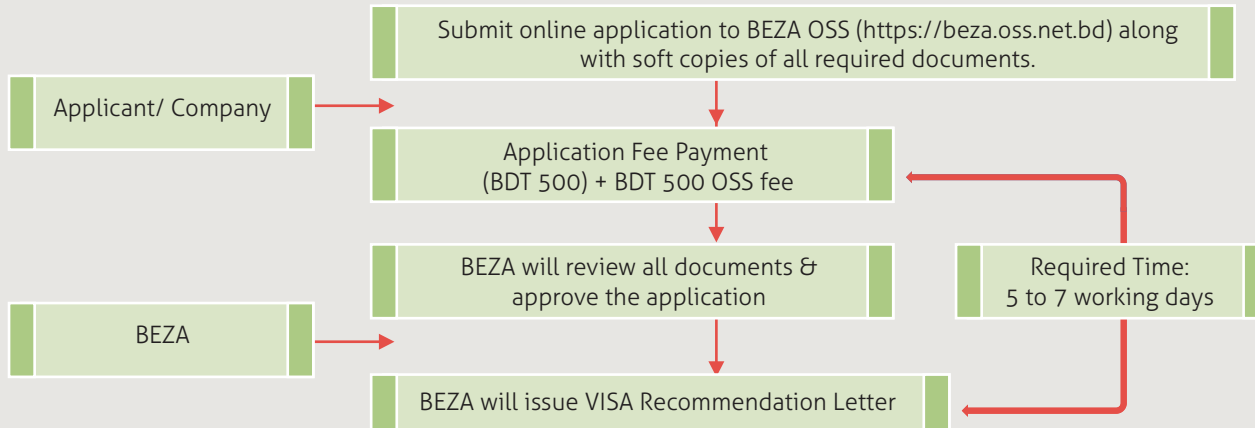 Submit online application to BEZA OSS (https://beza.oss.net.bd) along
with soft copies of all required documents.
Applicant/ Company
Application Fee Payment
(BDT 500) + BDT 500 OSS fee
BEZA will review all documents &
approve the application
Required Time:
5 to 7 working days
BEZA
BEZA will issue VISA Recommendation Letter